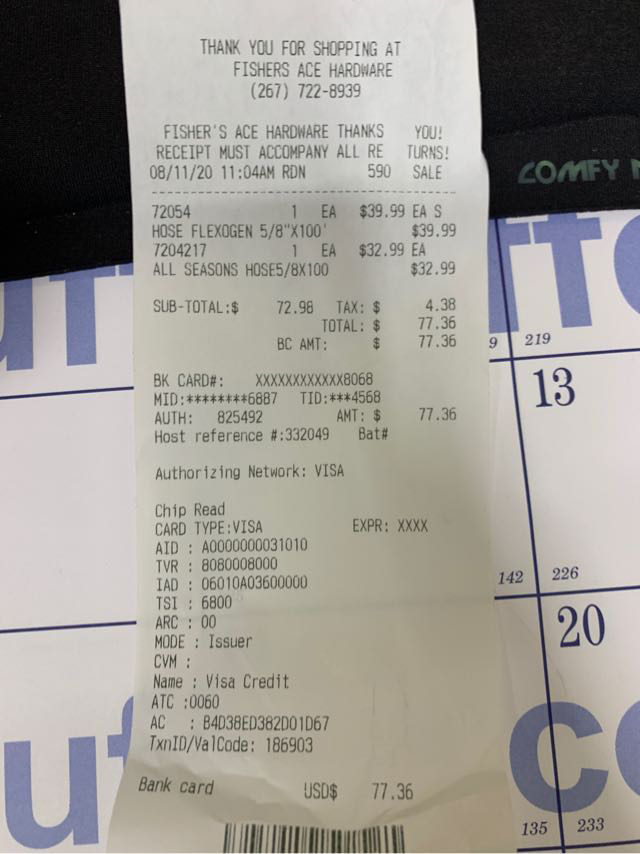 THANK YOU FOR SHOPPING AT
FISHERS ACE HARDWARE
(267) 722-8939
FISHER'S ACE HARDWARE THANKS YOU!
RECEIPT MUST ACCOMPANY ALL RE TURNS!
08/11/20 11:04AM RDN 590 SALE
72054 1 EA $39.99 EA S
HOSE FLEXOGEN 5/8"X100' $39.99
7204217 1 EA $32.99 EA
ALL SEASONS HOSE5/8X100 $32.99
SUB-TOTAL:$ 72.98 TAX: $ 4.38
TOTAL: $ 77.36
BC AMT: $ 77.36
BK CARD#: XXXXXXXXXXXX8068
MID:********6887 TID:***4568
AUTH: 825492 AMT: $ 77.36
Host reference #:332049 Bat#
Authorizing Network: VISA
Chip Read
CARD TYPE:VISA EXPR: XXXX
AID : A0000000031010
TVR : 8080008000
IAD : 06010A03600000
TSI : 6800
ARC : 00
MODE : Issuer
CVM :
Name : Visa Credit
ATC :0060
AC : B4D38ED382D01D67
TxnID/ValCode: 186903
Bank card USD$ 77.36
COMFY
9 219
13
142 226
20
135 233